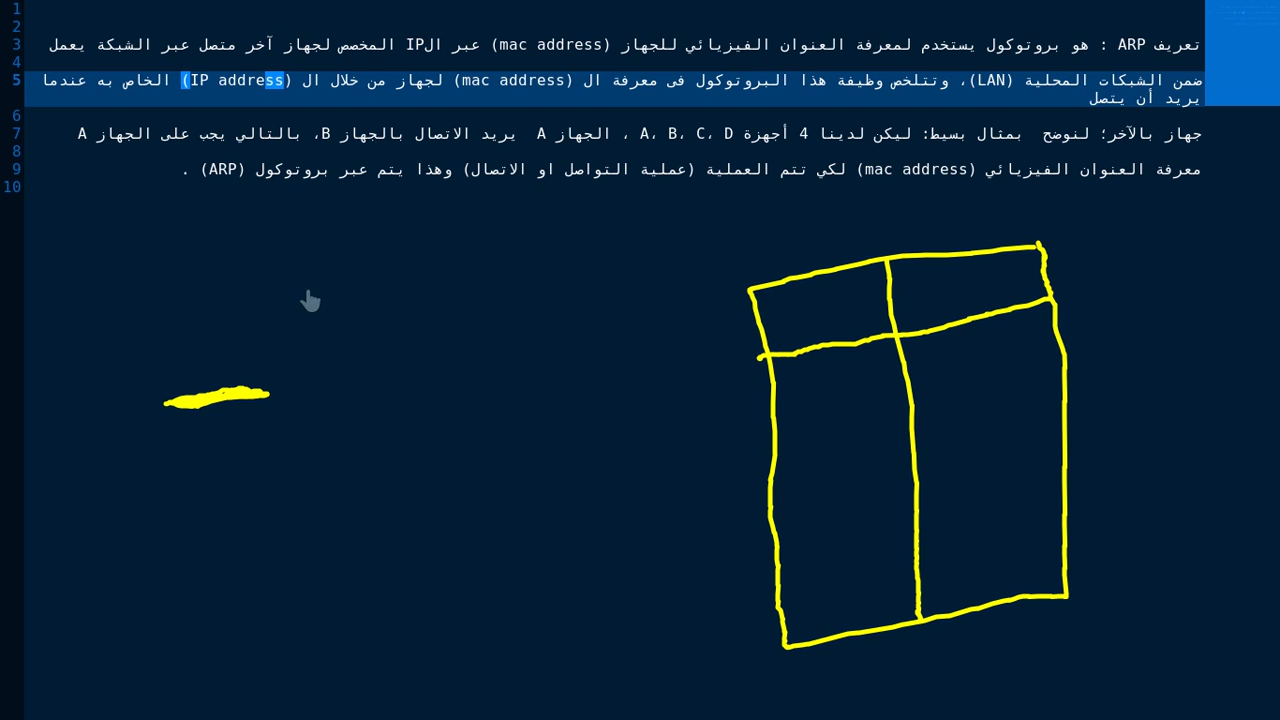 1
2
3 تعريف ARP : هو بروتوكول يستخدم لمعرفة العنوان الفيزيائي للجهاز (mac address) عبر الIP المخصص لجهاز آخر متصل عبر الشبكة يعمل
4
5 ضمن الشبكات المحلية (LAN)، وتتلخص وظيفة هذا البروتوكول فى معرفة ال (mac address) لجهاز من خلال ال (IP address) الخاص به عندما
يريد أن يتصل
6
7 جهاز بالآخر؛ لنوضح بمثال بسيط: ليكن لدينا 4 أجهزة A، B، C، D ، الجهاز A يريد الاتصال بالجهاز B، بالتالي يجب على الجهاز A
8
9 معرفة العنوان الفيزيائي (mac address) لكي تتم العملية (عملية التواصل او الاتصال) وهذا يتم عبر بروتوكول (ARP) .
10